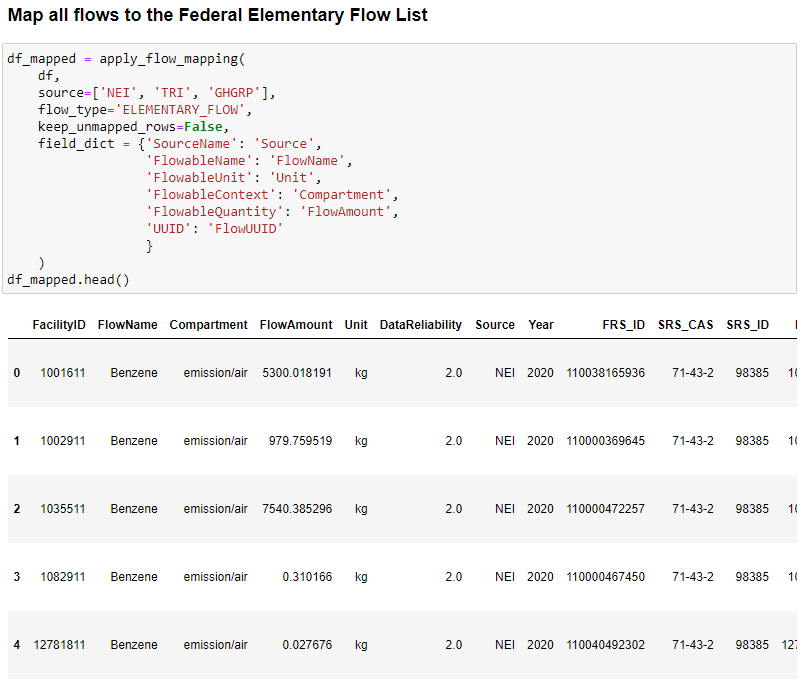 Map all flows to the Federal Elementary Flow List
df_mapped = apply_flow_mapping(
    df,
    source=['NEI', 'TRI', 'GHGRP'],
    flow_type='ELEMENTARY_FLOW',
    keep_unmapped_rows=False,
    field_dict = {'SourceName': 'Source',
                  'FlowableName': 'FlowName',
                  'FlowableUnit': 'Unit',
                  'FlowableContext': 'Compartment',
                  'FlowableQuantity': 'FlowAmount',
                  'UUID': 'FlowUUID'
                  }
    )
df_mapped.head()
FacilityID FlowName Compartment FlowAmount Unit DataReliability Source Year FRS_ID SRS_CAS SRS_ID
0 1001611 Benzene emission/air 5300.018191 kg 2.0 NEI 2020 110038165936 71-43-2 98385
1 1002911 Benzene emission/air 979.759519 kg 2.0 NEI 2020 110000369645 71-43-2 98385
2 1035511 Benzene emission/air 7540.385296 kg 2.0 NEI 2020 110000472257 71-43-2 98385
3 1082911 Benzene emission/air 0.310166 kg 2.0 NEI 2020 110000467450 71-43-2 98385
4 12781811 Benzene emission/air 0.027676 kg 2.0 NEI 2020 110040492302 71-43-2 98385